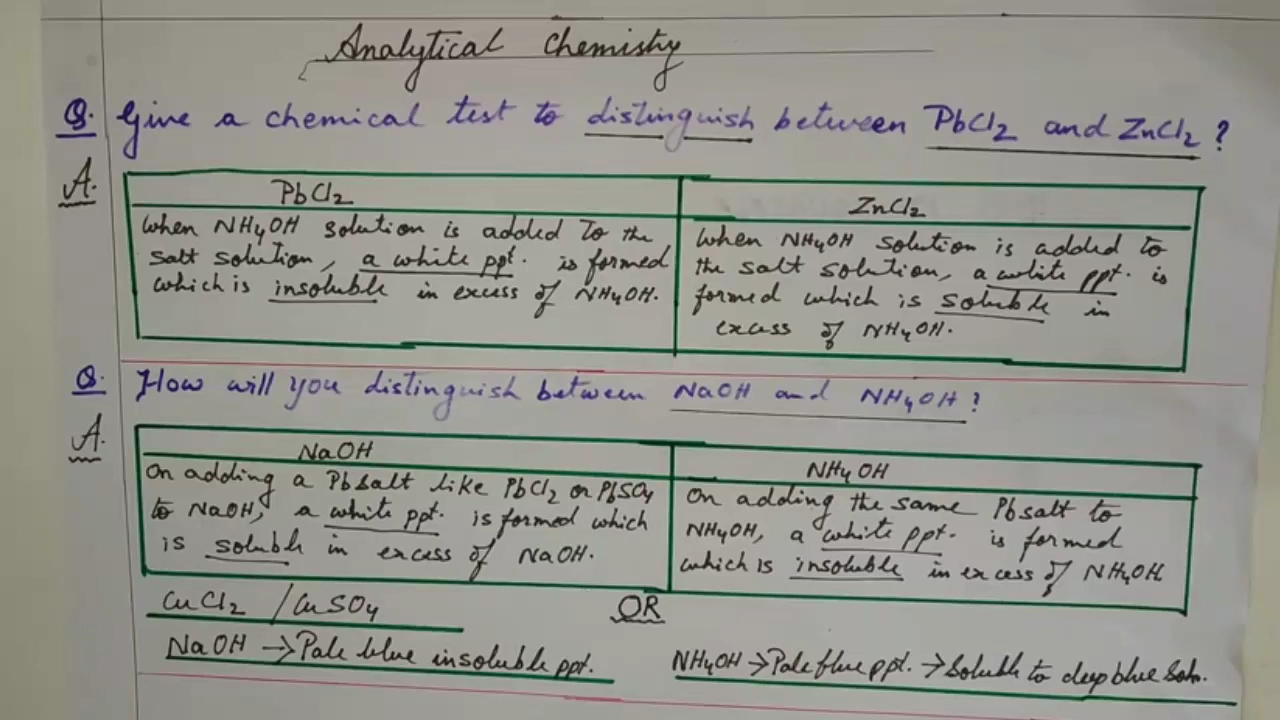 Analytical Chemistry
Q. Give a chemical test to distinguish between PbCl2 and ZnCl2?
A.
PbCl2
When NH4OH solution is added to the
salt solution, a white ppt. is formed
which is insoluble in excess of NH4OH.
ZnCl2
When NH4OH solution is added to
the salt solution, a white ppt. is
formed which is soluble in
excess of NH4OH.
Q. How will you distinguish between NaOH and NH4OH?
A.
NaOH
On adding a Pb salt like PbCl2 or PbSO4
to NaOH, a white ppt. is formed which
is soluble in excess of NaOH.
NH4OH
On adding the same Pb salt to
NH4OH, a white ppt. is formed
which is insoluble in excess of NH4OH.
OR
CuCl2 / CuSO4
NaOH → Pale blue insoluble ppt.
NH4OH → Pale blue ppt. → Soluble to deep blue soln.